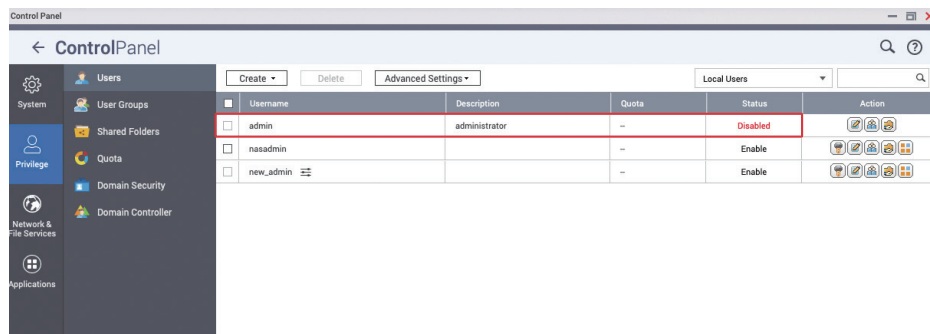 Control Panel
ControlPanel
System
Privilege
Network &
File Services
Applications
Users
User Groups
Shared Folders
Quota
Domain Security
Domain Controller
Create Delete Advanced Settings Local Users
Username Description Quota Status Action
admin administrator – Disabled
nasadmin – Enable
new_admin – Enable